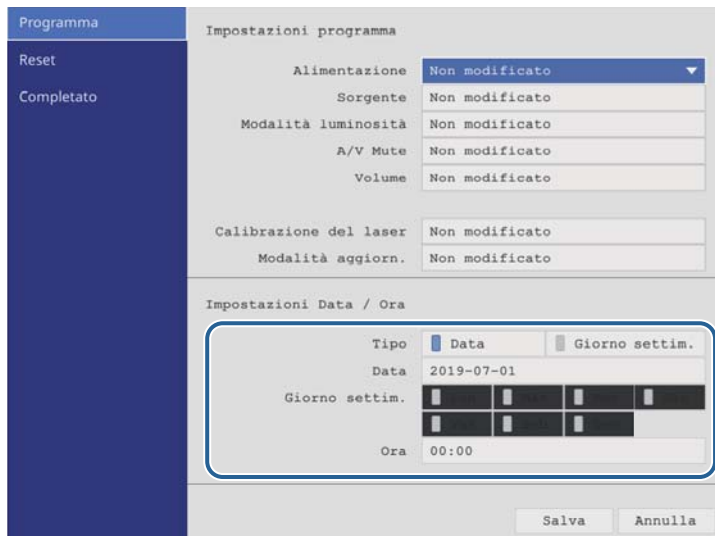 Programma
Reset
Completato
Impostazioni programma
Alimentazione Non modificato
Sorgente Non modificato
Modalità luminosità Non modificato
A/V Mute Non modificato
Volume Non modificato
Calibrazione del laser Non modificato
Modalità aggiorn. Non modificato
Impostazioni Data / Ora
Tipo Data Giorno settim.
Data 2019-07-01
Giorno settim.
Ora 00:00
Salva Annulla